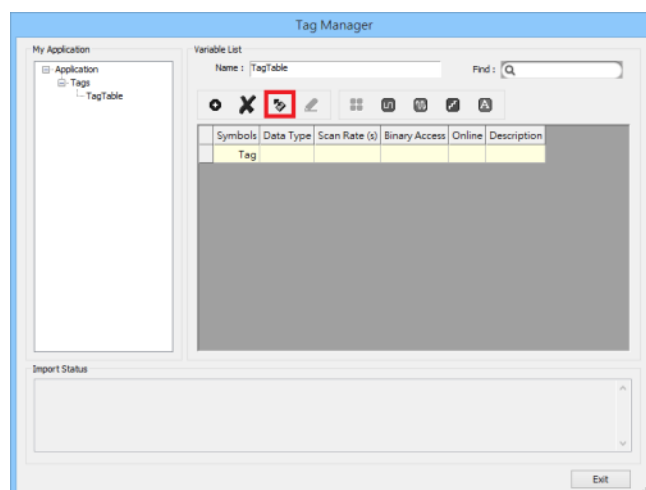 Tag Manager
My Application
Application
Tags
TagTable
Variable List
Name : TagTable
Find :
Symbols Data Type Scan Rate (s) Binary Access Online Description
Tag
Import Status
Exit